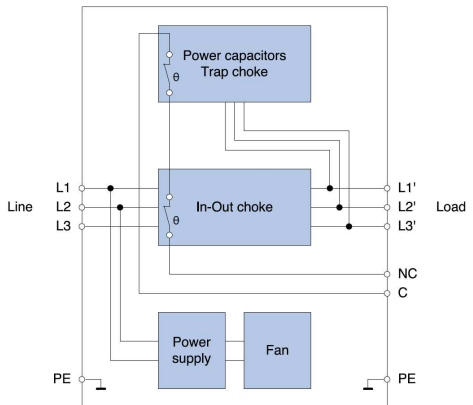 Power capacitors
Trap choke
θ
L1
In-Out choke
L1'
Line
L2
L2'
Load
L3
θ
L3'
NC
C
Power
supply
Fan
PE
PE